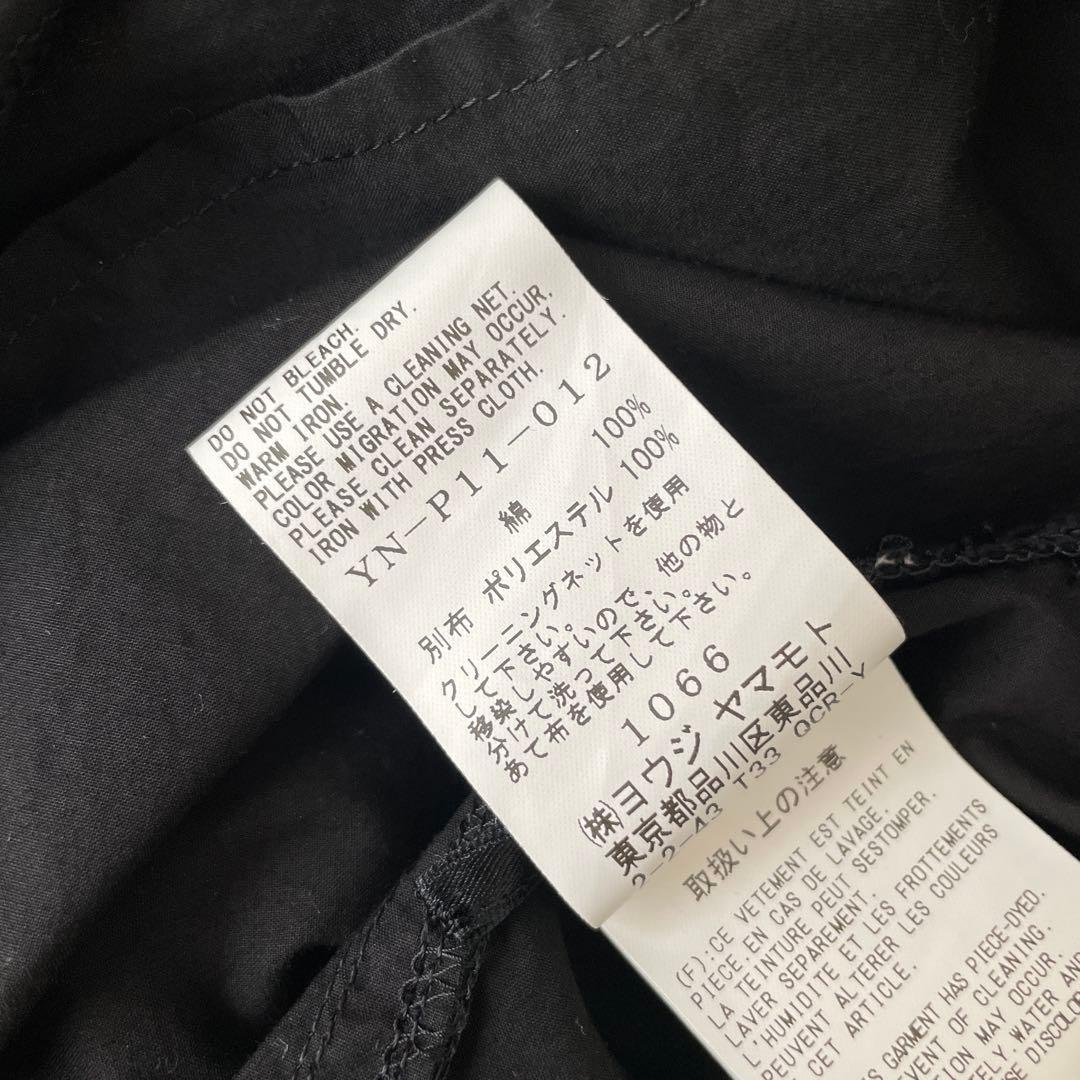 DO NOT BLEACH.
DO NOT TUMBLE DRY.
WARM IRON.
PLEASE USE A CLEANING NET.
COLOR MIGRATION MAY OCCUR.
PLEASE CLEAN SEPARATELY.
IRON WITH PRESS CLOTH.
YN-P11-012
綿 100%
別布 ポリエステル 100%
クリーニングネットを使用
して下さい。
移染しやすいので、他の物と
分けて洗って下さい。
あて布を使用して下さい。
1066
(株)ヨウジ ヤマモト
東京都品川区東品川
2-2-43 T33 QCR-Y
取扱い上の注意
(F):CE VETEMENT EST TEINT EN
PIECE.EN CAS DE LAVAGE.
LA TEINTURE PEUT SESTOMPER.
LAVER SEPAREMENT.
L'HUMIDITE ET LES FROTTEMENTS
PEUVENT ALTERER LES COULEURS
CET ARTICLE.
GARMENT HAS PIECE-DYED.
OF CLEANING.
MAY OCCUR.
WATER AND